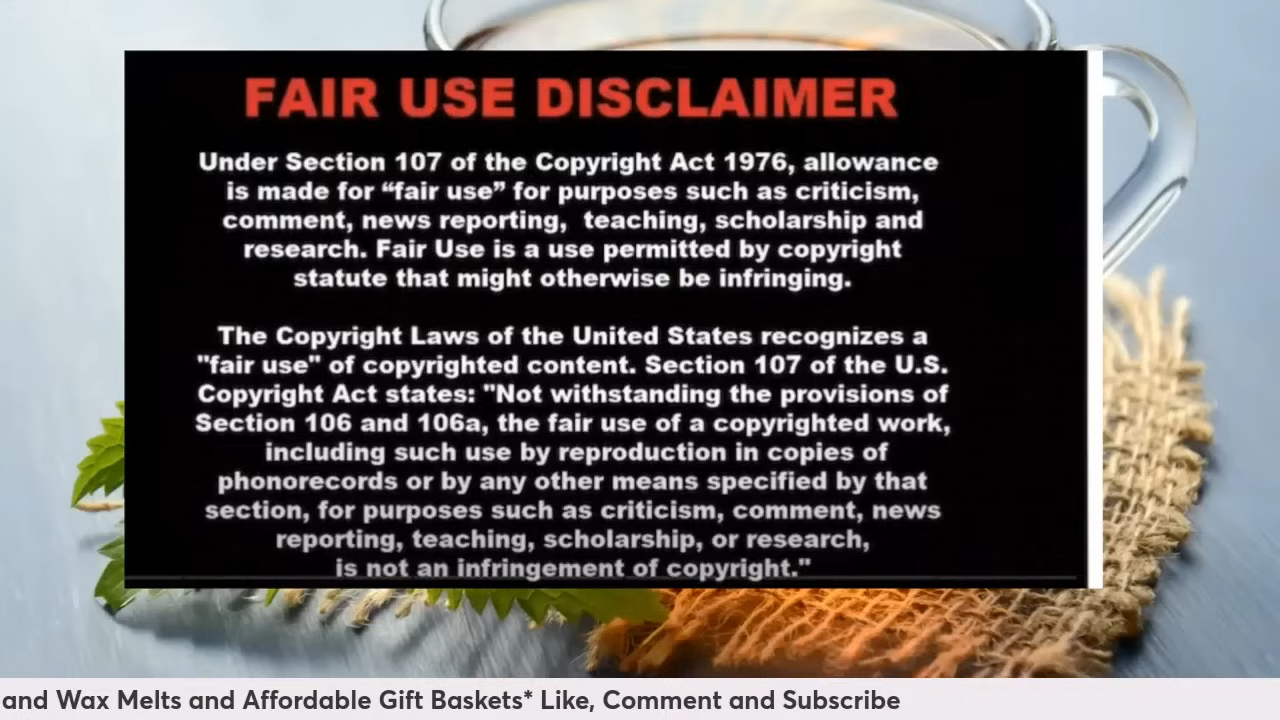 FAIR USE DISCLAIMER
Under Section 107 of the Copyright Act 1976, allowance
is made for “fair use” for purposes such as criticism,
comment, news reporting, teaching, scholarship and
research. Fair Use is a use permitted by copyright
statute that might otherwise be infringing.
The Copyright Laws of the United States recognizes a
"fair use" of copyrighted content. Section 107 of the U.S.
Copyright Act states: "Not withstanding the provisions of
Section 106 and 106a, the fair use of a copyrighted work,
including such use by reproduction in copies of
phonorecords or by any other means specified by that
section, for purposes such as criticism, comment, news
reporting, teaching, scholarship, or research,
is not an infringement of copyright."
and Wax Melts and Affordable Gift Baskets* Like, Comment and Subscribe